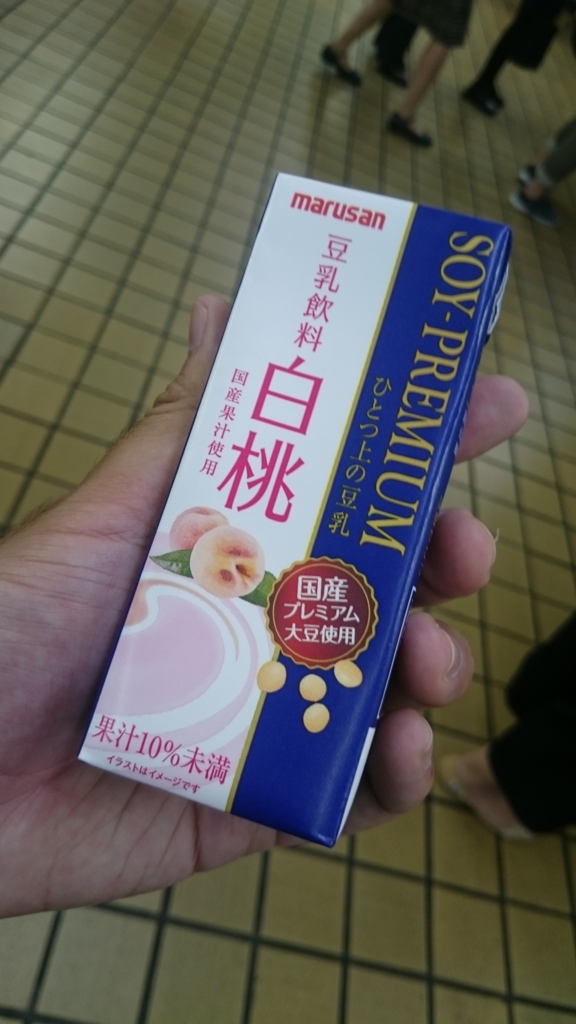 marusan
豆乳飲料
白桃
国産果汁使用
SOY-PREMIUM
ひとつ上の豆乳
国産
プレミアム
大豆使用
果汁10%未満
イラストはイメージです